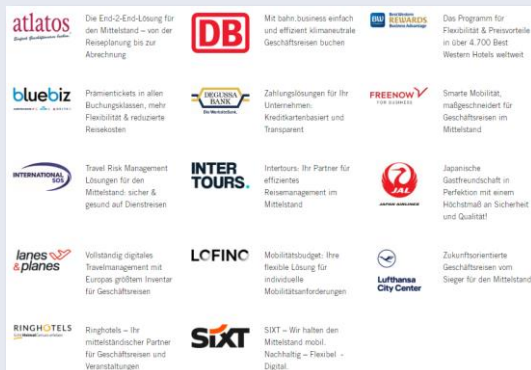 atlatos
Die End-2-End-Lösung für
den Mittelstand – von der
Reiseplanung bis zur
Abrechnung
DB
Mit bahn.business einfach
und effizient klimaneutrale
Geschäftsreisen buchen
BW Best Western
REWARDS
Business Advantage
Das Programm für
Flexibilität & Preisvorteile
in über 4.700 Best
Western Hotels weltweit
bluebiz
Prämientickets in allen
Buchungsklassen, mehr
Flexibilität & reduzierte
Reisekosten
DEGUSSA
BANK
Die WerkstattBank.
Zahlungslösungen für Ihr
Unternehmen:
Kreditkartenbasiert und
Transparent
FREENOW
FOR BUSINESS
Smarte Mobilität,
maßgeschneidert für
Geschäftsreisen im
Mittelstand
INTERNATIONAL
SOS
Travel Risk Management
Lösungen für den
Mittelstand: sicher &
gesund auf Dienstreisen
INTER
TOURS.
Intertours: Ihr Partner für
effizientes
Reisemanagement im
Mittelstand
JAL
JAPAN AIRLINES
Japanische
Gastfreundschaft in
Perfektion mit einem
Höchstmaß an Sicherheit
und Qualität!
lanes
&planes
Vollständig digitales
Travelmanagement mit
Europas größtem Inventar
für Geschäftsreisen
LOFINO
Mobilitätsbudget: Ihre
flexible Lösung für
individuelle
Mobilitätsanforderungen
Lufthansa
City Center
Zukunftsorientierte
Geschäftsreisen vom
Sieger für den Mittelstand
RINGHOTELS
Ringhotels – Ihr
mittelständischer Partner
für Geschäftsreisen und
Veranstaltungen
SIXT
SIXT – Wir halten den
Mittelstand mobil.
Nachhaltig – Flexibel -
Digital.